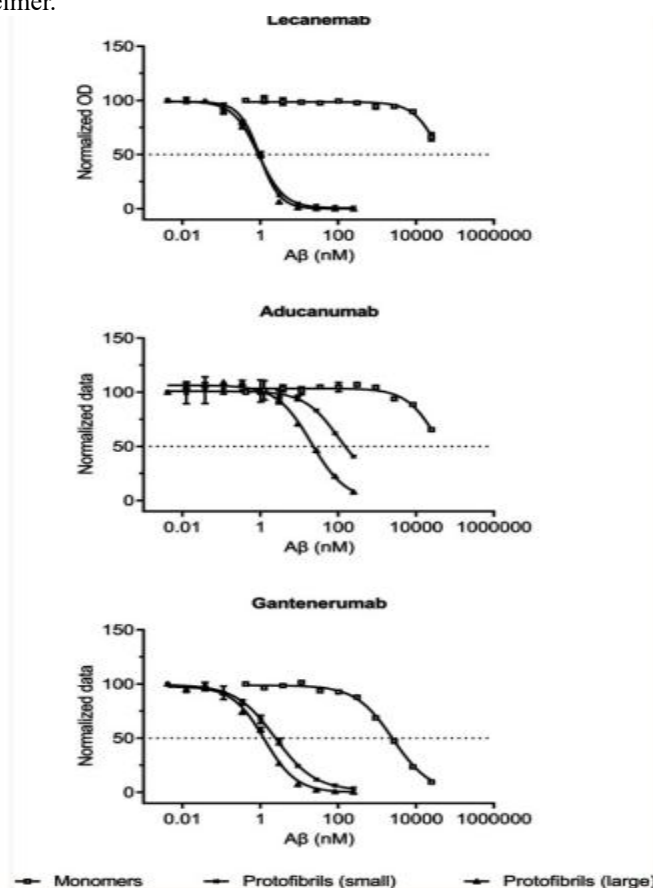 Lecanemab
150
100
50
0
Normalized OD
0.01 1 100 10000 1000000
Aβ (nM)
Aducanumab
150
100
50
0
Normalized data
0.01 1 100 10000 1000000
Aβ (nM)
Gantenerumab
150
100
50
0
Normalized data
0.01 1 100 10000 1000000
Aβ (nM)
Monomers Protofibrils (small) Protofibrils (large)